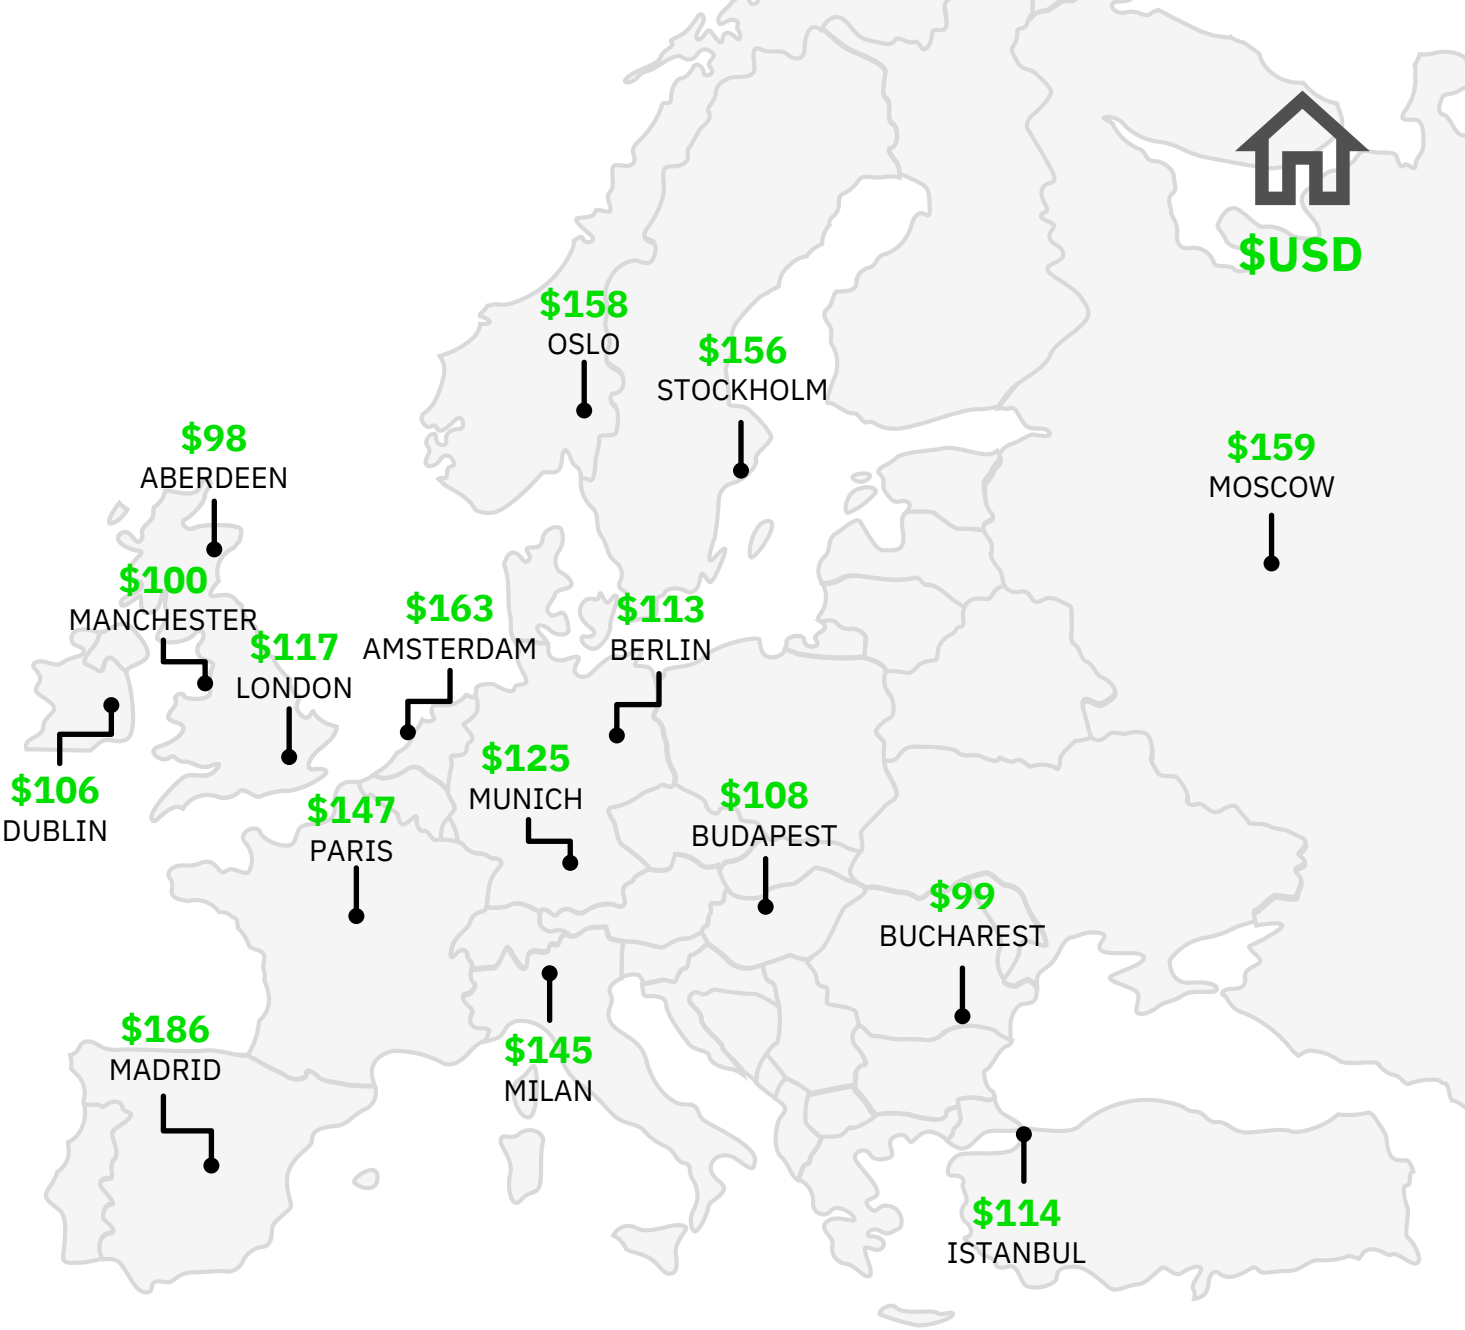 $USD
$158
OSLO
$156
STOCKHOLM
$98
ABERDEEN
$159
MOSCOW
$100
MANCHESTER
$163
AMSTERDAM
$113
BERLIN
$117
LONDON
$125
MUNICH
$106
DUBLIN
$147
PARIS
$108
BUDAPEST
$99
BUCHAREST
$186
MADRID
$145
MILAN
$114
ISTANBUL